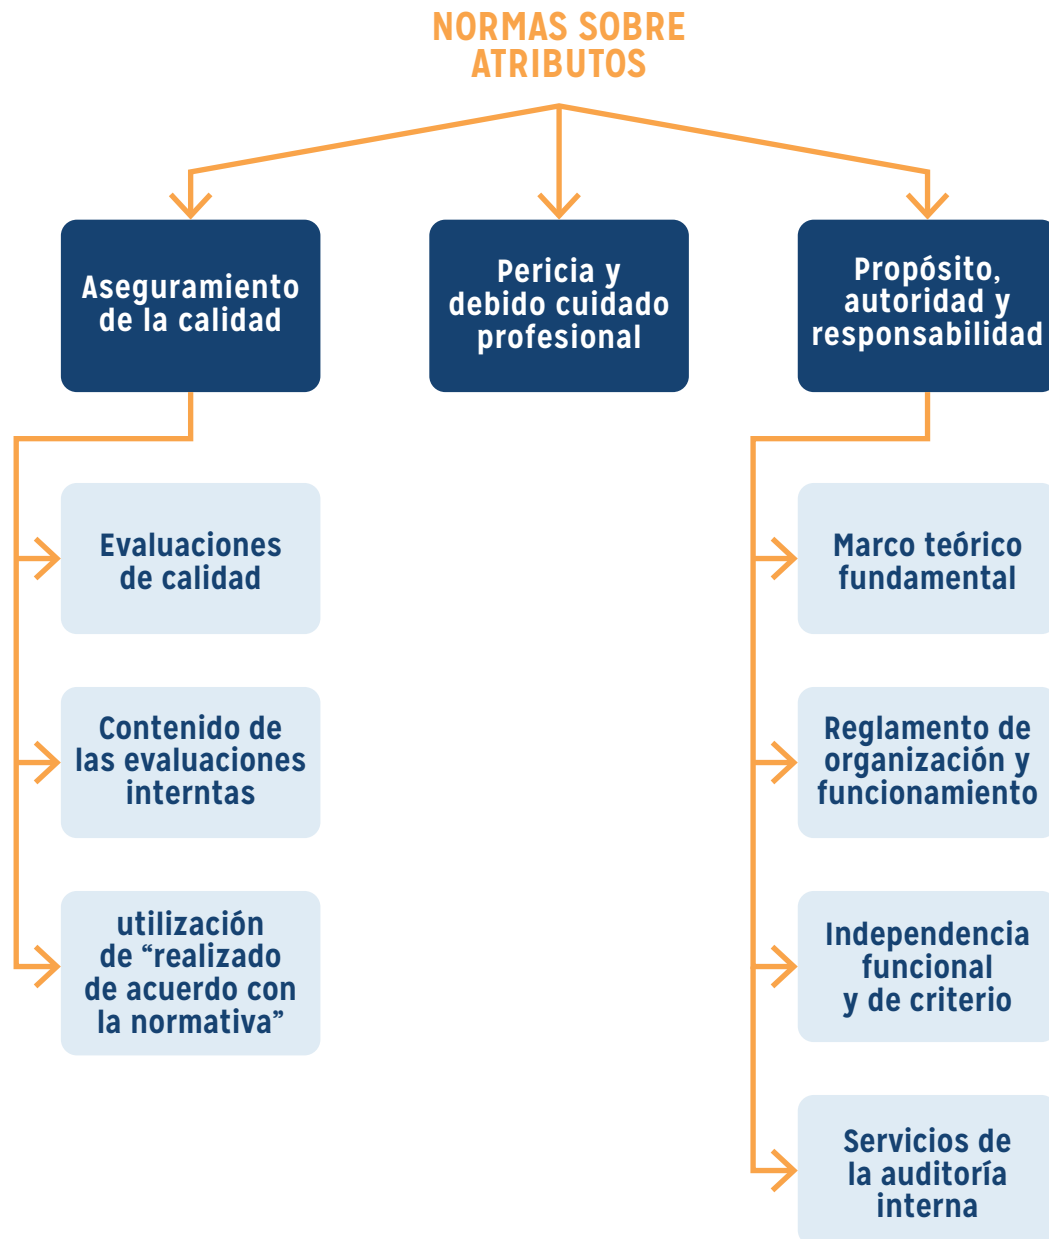 NORMAS SOBRE
ATRIBUTOS
Aseguramiento
de la calidad
Pericia y
debido cuidado
profesional
Propósito,
autoridad y
responsabilidad
Evaluaciones
de calidad
Contenido de
las evaluaciones
interntas
utilización
de “realizado
de acuerdo con
la normativa”
Marco teórico
fundamental
Reglamento de
organización y
funcionamiento
Independencia
funcional
y de criterio
Servicios de
la auditoría
interna